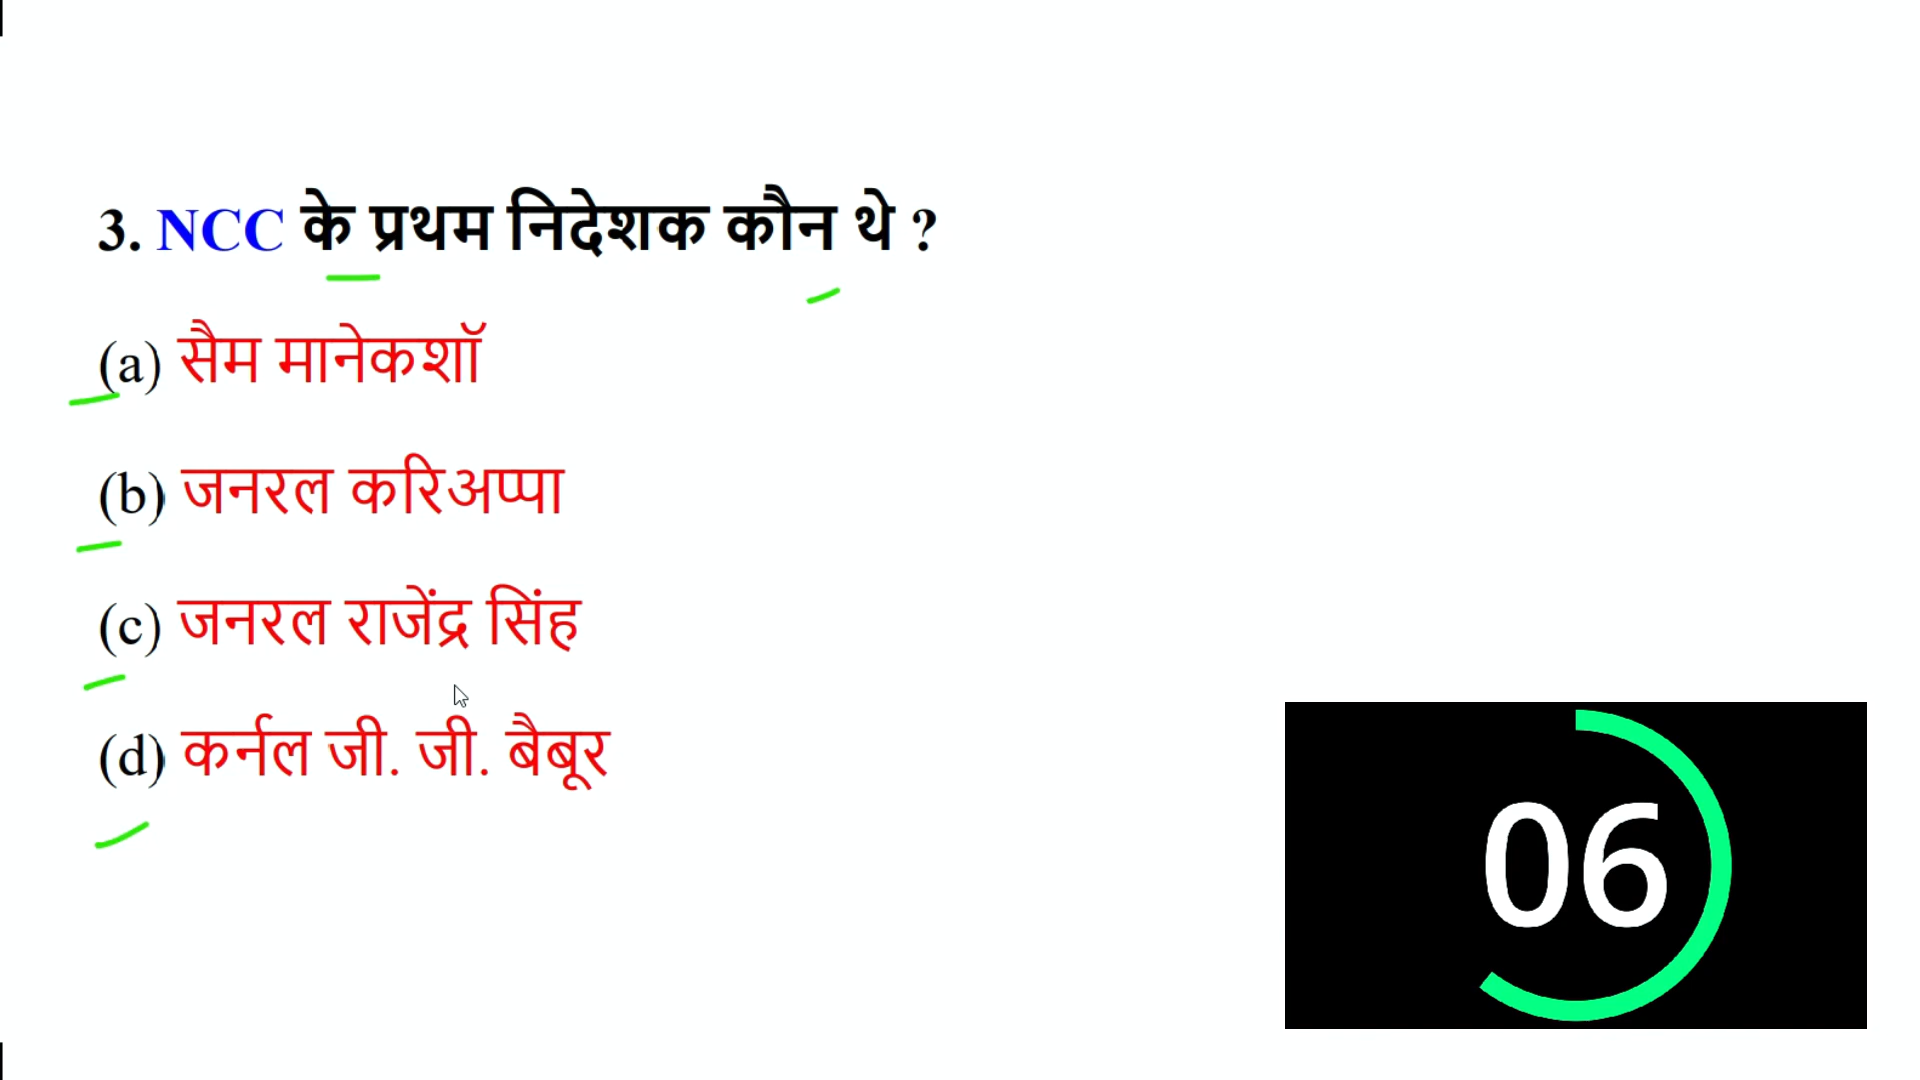 3. NCC के प्रथम निदेशक कौन थे ?
(a) सैम मानेकशॉ
(b) जनरल करिअप्पा
(c) जनरल राजेंद्र सिंह
(d) कर्नल जी. जी. बैबूर
06